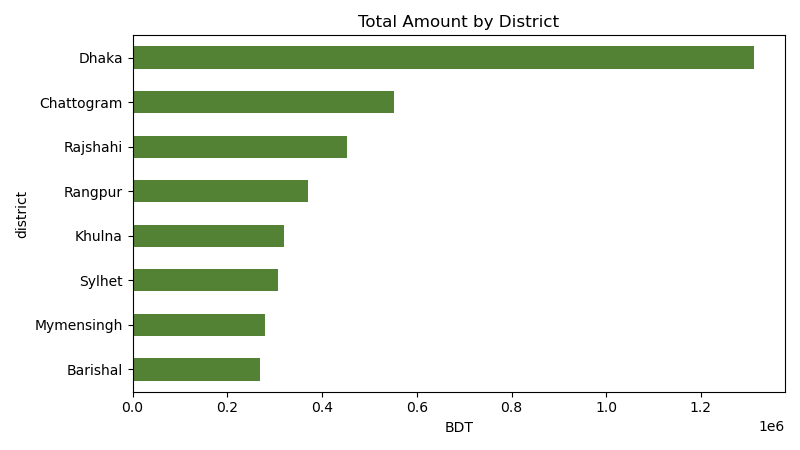 Total Amount by District
Dhaka
Chattogram
Rajshahi
Rangpur
Khulna
Sylhet
Mymensingh
Barishal
district
0.0 0.2 0.4 0.6 0.8 1.0 1.2
1e6
BDT